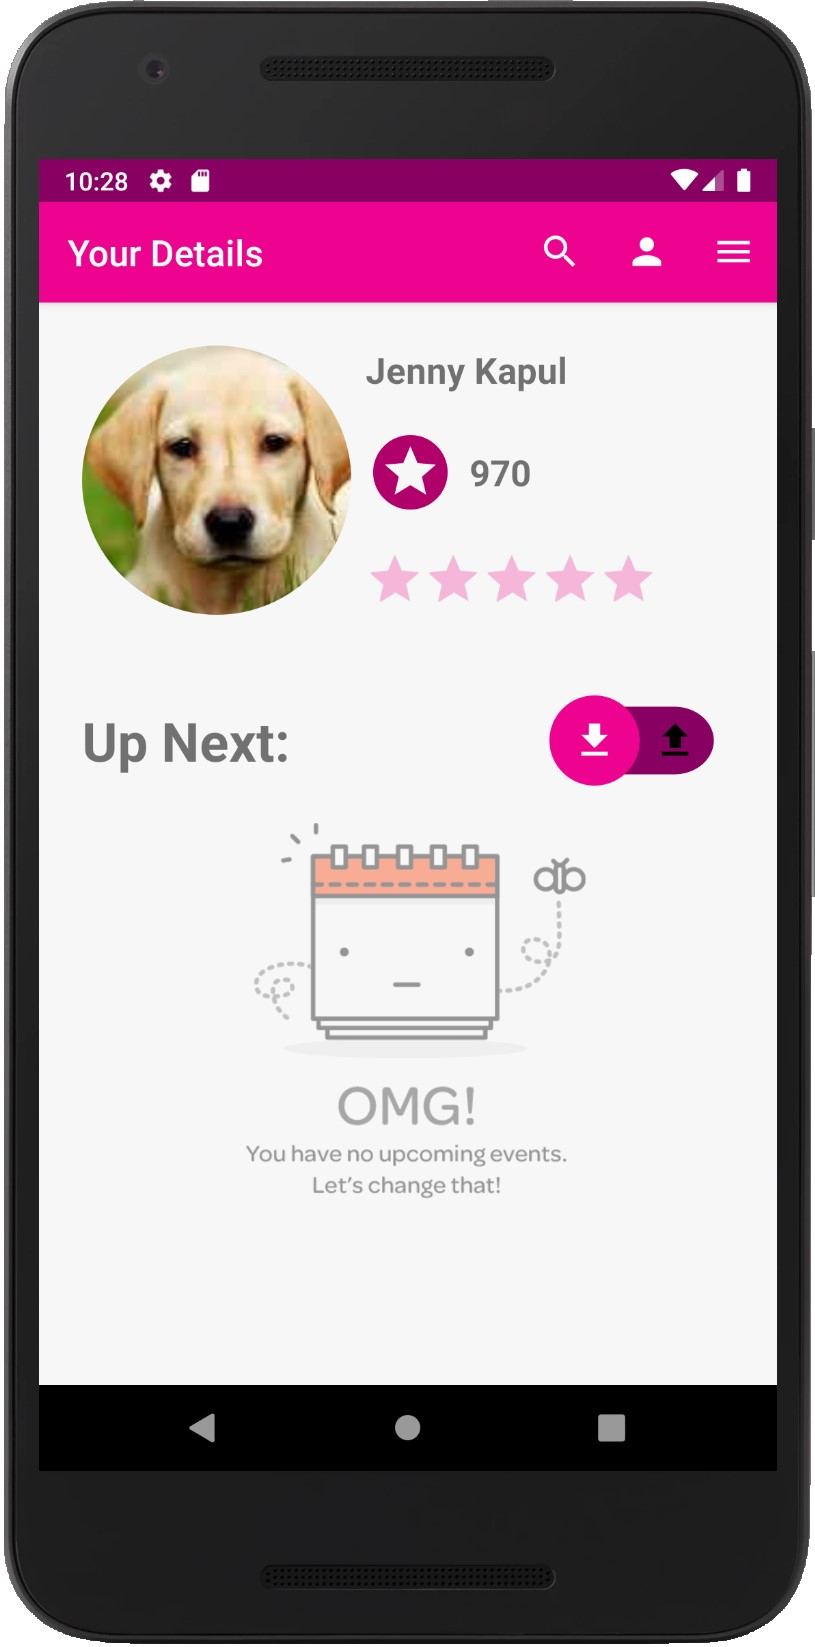 10:28
Your Details
Jenny Kapul
970
Up Next:
OMG!
You have no upcoming events.
Let's change that!